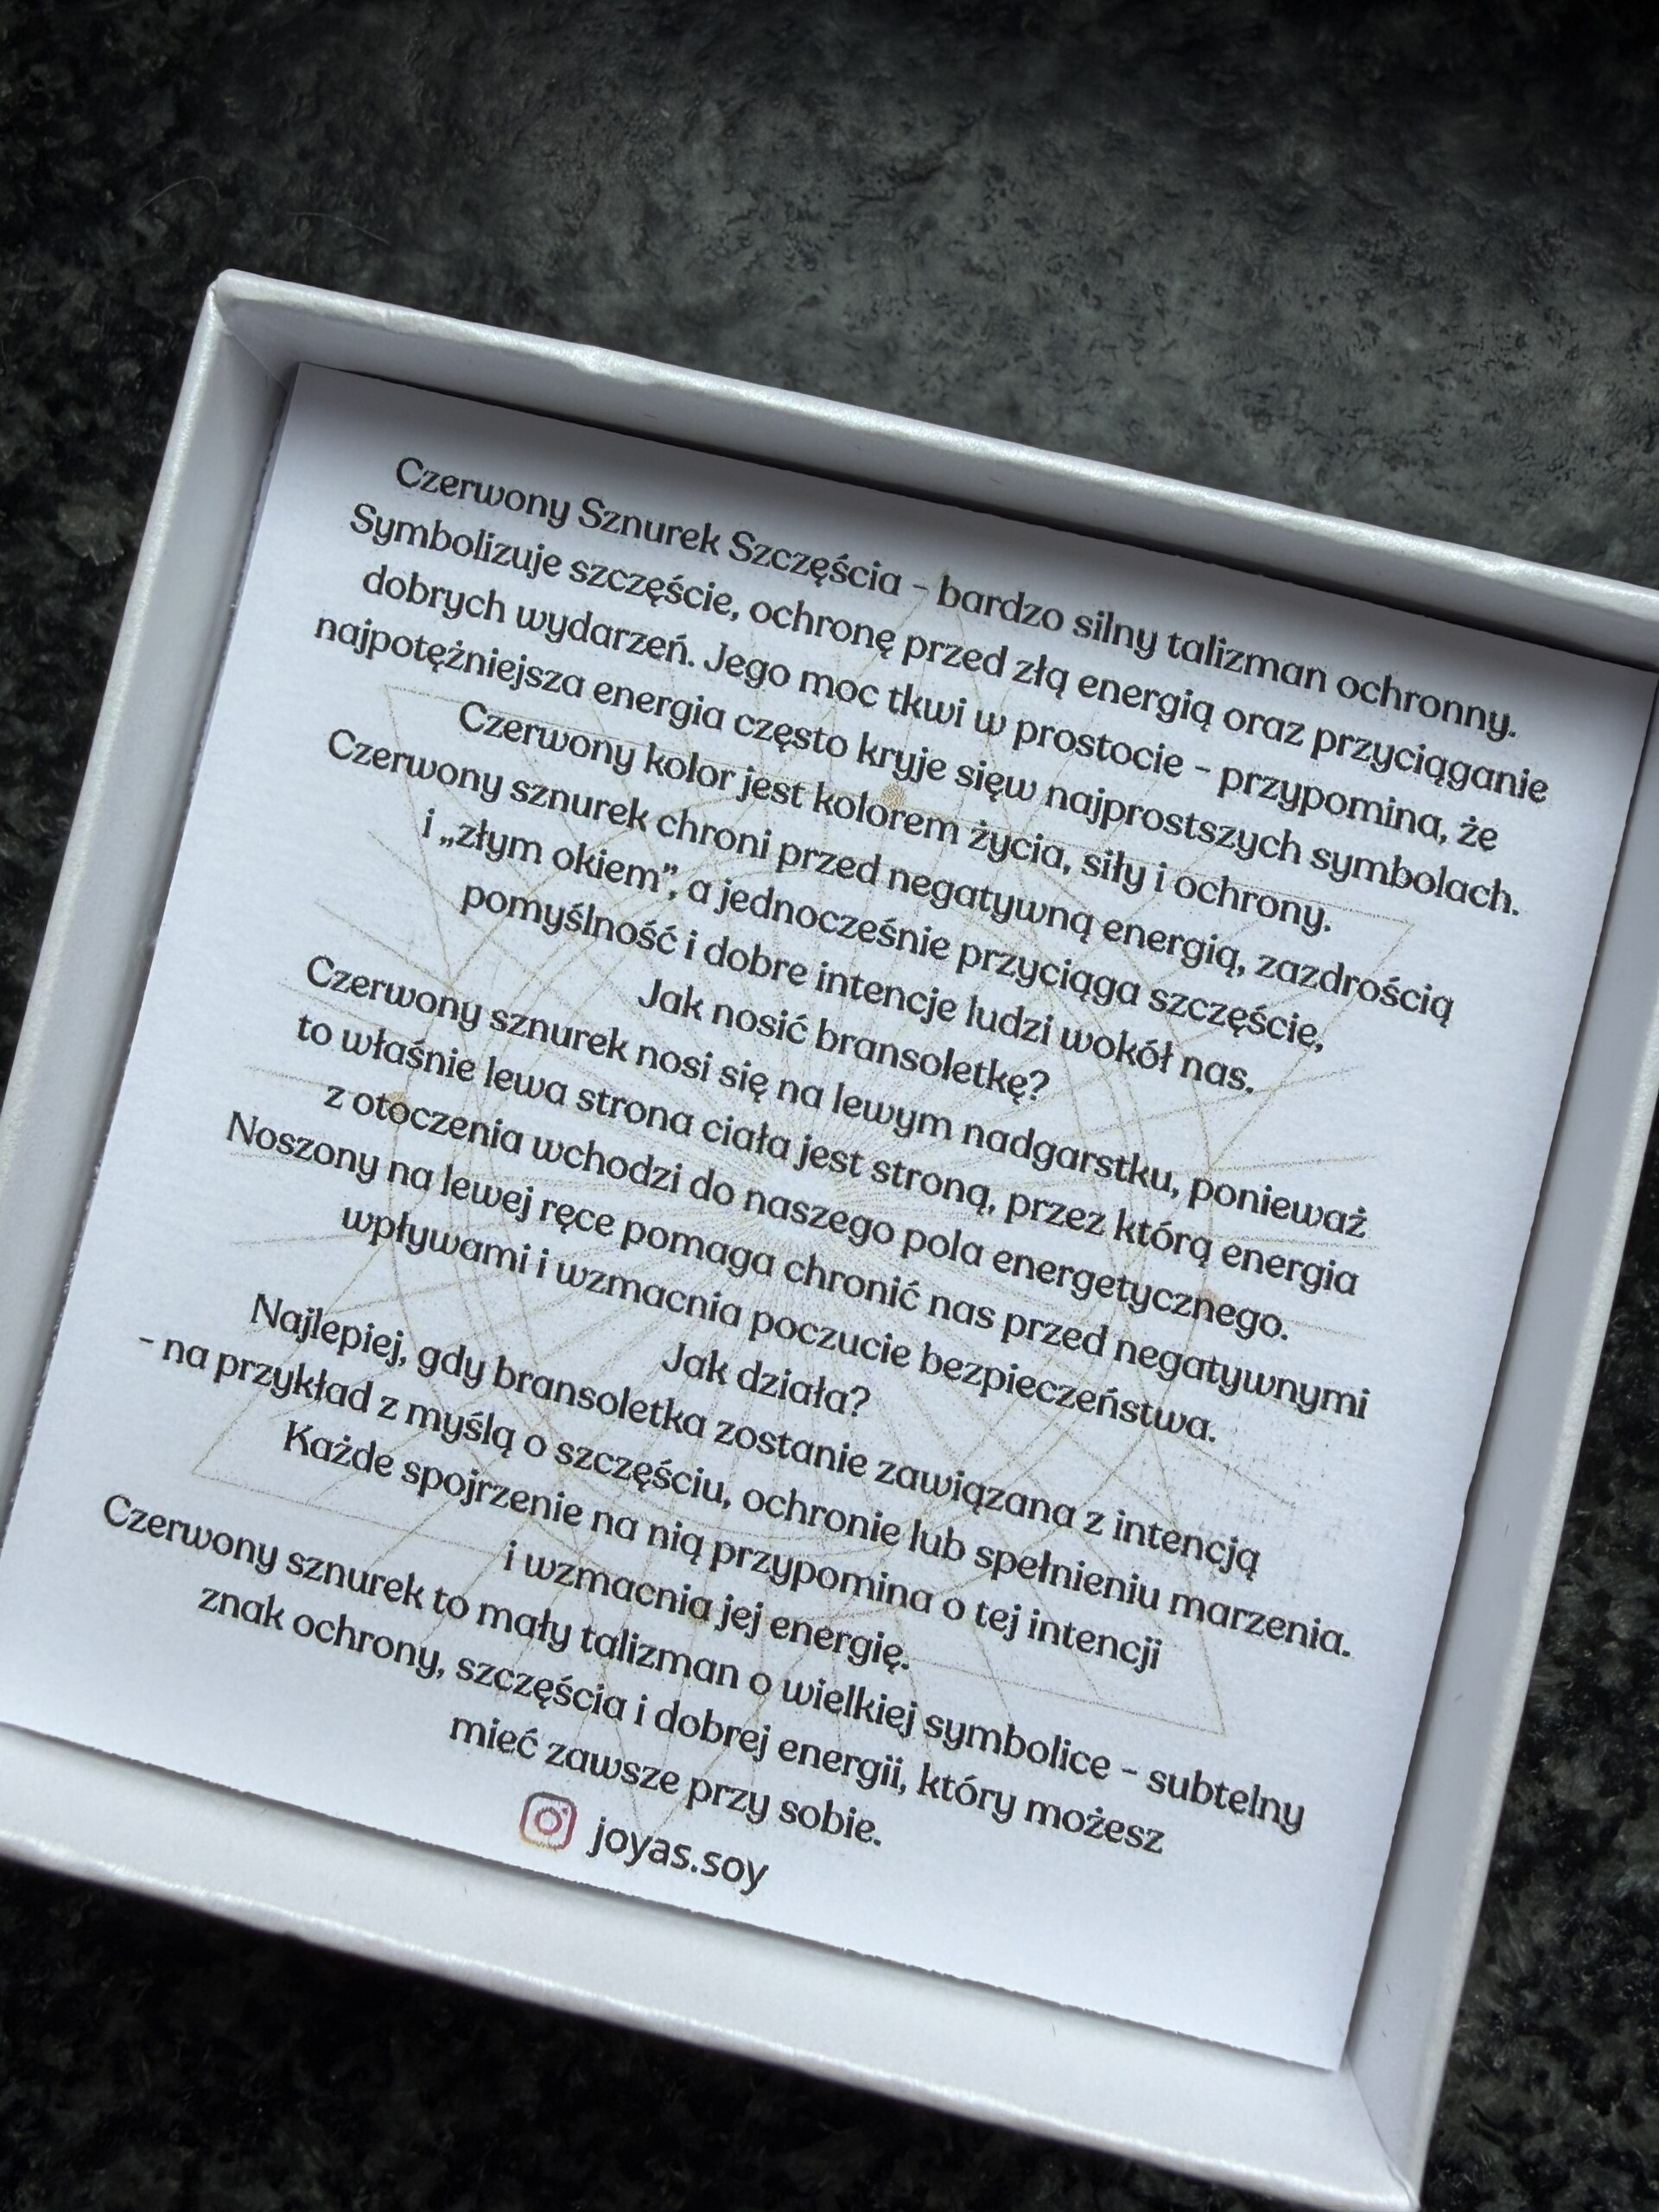 Czerwony Sznurek Szczęścia - bardzo silny talizman ochronny.
Symbolizuje szczęście, ochronę przed złą energią oraz przyciąganie
dobrych wydarzeń. Jego moc tkwi w prostocie - przypomina, że
najpotężniejsza energia często kryje sięw najprostszych symbolach.
Czerwony kolor jest kolorem życia, siły i ochrony.
Czerwony sznurek chroni przed negatywną energią, zazdrością
i „złym okiem”, a jednocześnie przyciąga szczęście,
pomyślność i dobre intencje ludzi wokół nas.
Jak nosić bransoletkę?
Czerwony sznurek nosi się na lewym nadgarstku, ponieważ
to właśnie lewa strona ciała jest stroną, przez którą energia
z otoczenia wchodzi do naszego pola energetycznego.
Noszony na lewej ręce pomaga chronić nas przed negatywnymi
wpływami i wzmacnia poczucie bezpieczeństwa.
Jak działa?
Najlepiej, gdy bransoletka zostanie zawiązana z intencją
- na przykład z myślą o szczęściu, ochronie lub spełnieniu marzenia.
Każde spojrzenie na nią przypomina o tej intencji
i wzmacnia jej energię.
Czerwony sznurek to mały talizman o wielkiej symbolice - subtelny
znak ochrony, szczęścia i dobrej energii, który możesz
mieć zawsze przy sobie.
joyas.soy